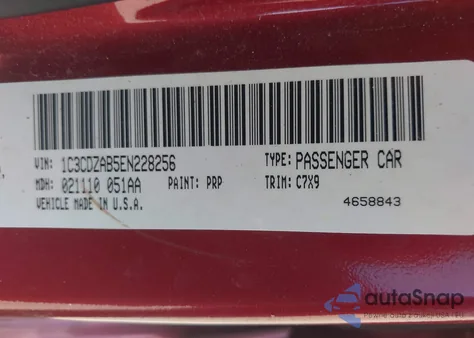 VIN: 1C3CDZAB5EN228256 TYPE: PASSENGER CAR
MDH: 021110 051AA PAINT: PRP TRIM: C7X9
VEHICLE MADE IN U.S.A. 4658843
autoSnap